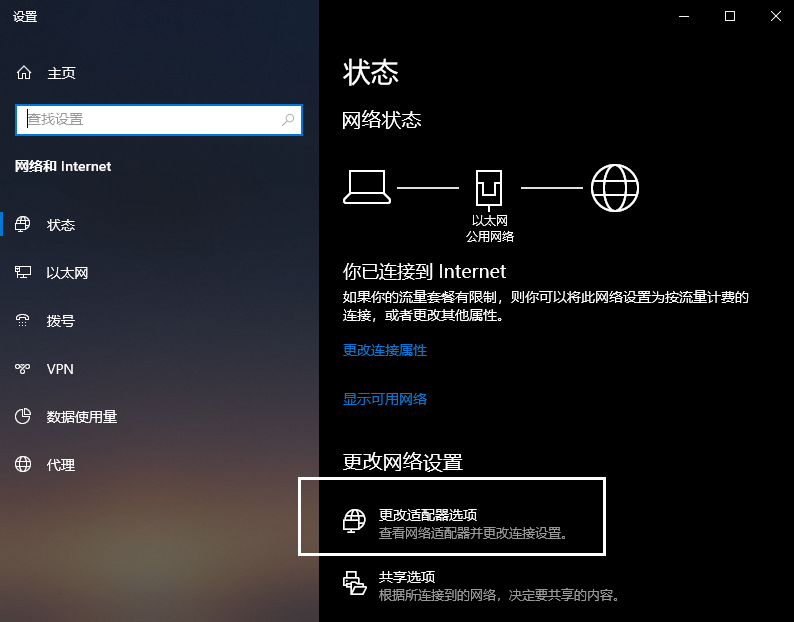 设置
主页
查找设置
网络和 Internet
状态
以太网
拨号
VPN
数据使用量
代理
状态
网络状态
以太网
公用网络
你已连接到 Internet
如果你的流量套餐有限制，则你可以将此网络设置为按流量计费的
连接，或者更改其他属性。
更改连接属性
显示可用网络
更改网络设置
更改适配器选项
查看网络适配器并更改连接设置。
共享选项
根据所连接到的网络，决定要共享的内容。